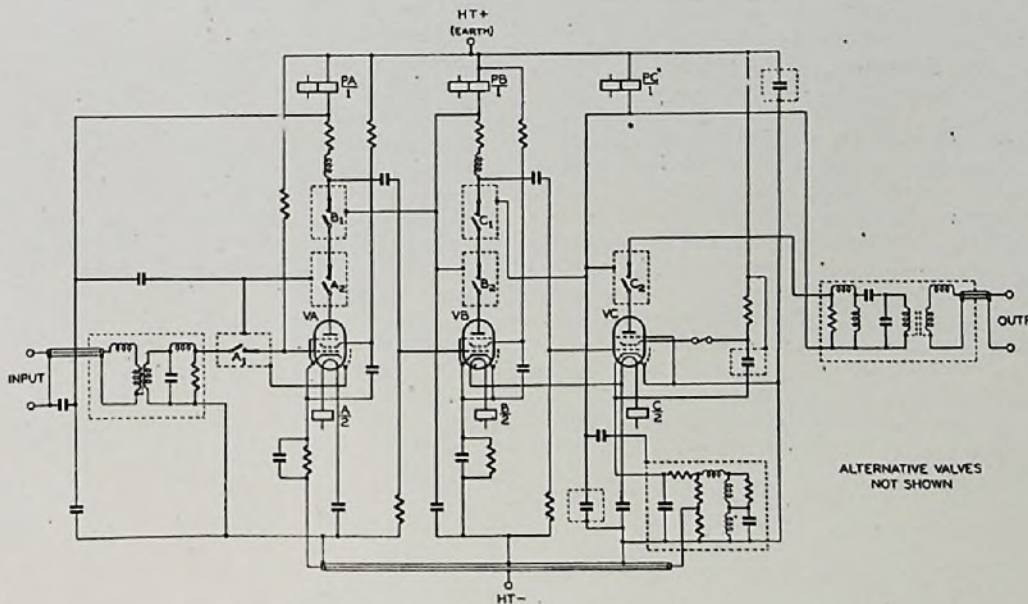 HT+
(EARTH)
PA
1
PB
1
PC
1
B1
C1
A2
B2
C2
VA
VB
VC
A1
INPUT
OUTP
A
2
B
2
C
2
ALTERNATIVE VALVES
NOT SHOWN
HT-